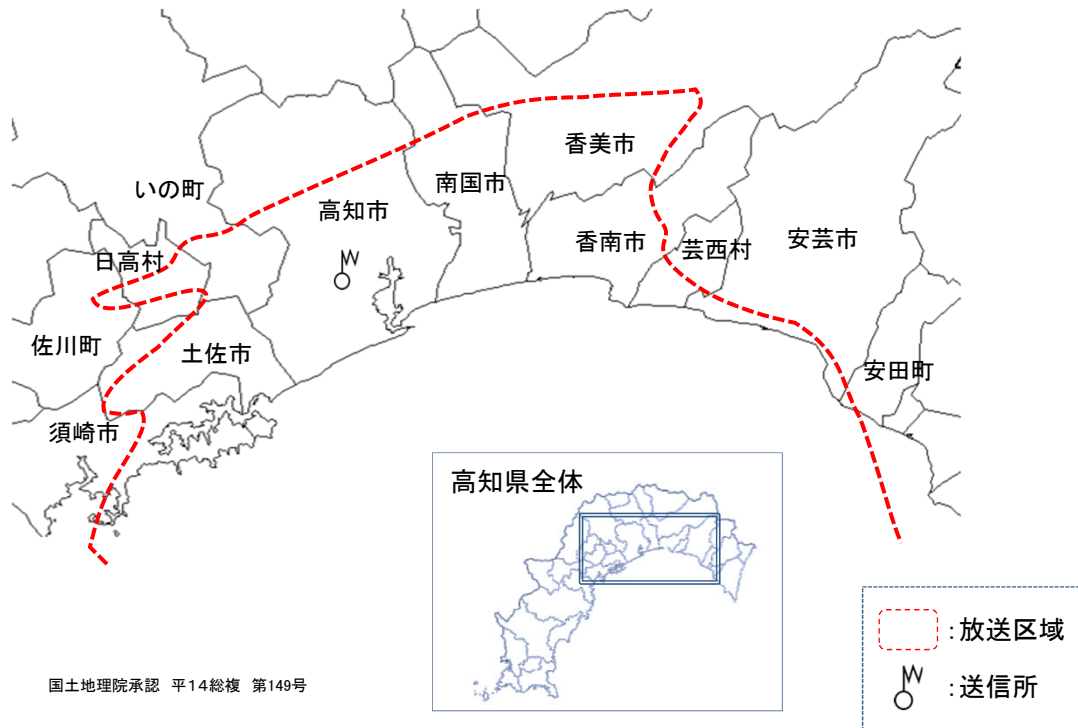 香美市
南国市
いの町
高知市
香南市
芸西村
安芸市
日高村
佐川町
土佐市
安田町
須崎市
高知県全体
:放送区域
:送信所
国土地理院承認 平14総複 第149号